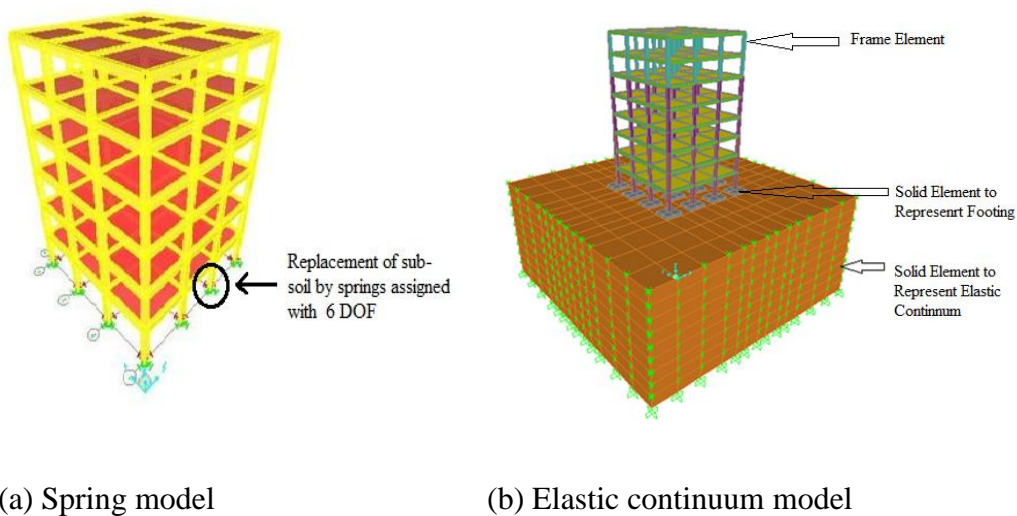 Frame Element
Solid Element to
Represenrt Footing
Replacement of sub-
soil by springs assigned
with 6 DOF
Solid Element to
Represent Elastic
Continnum
(a) Spring model
(b) Elastic continuum model